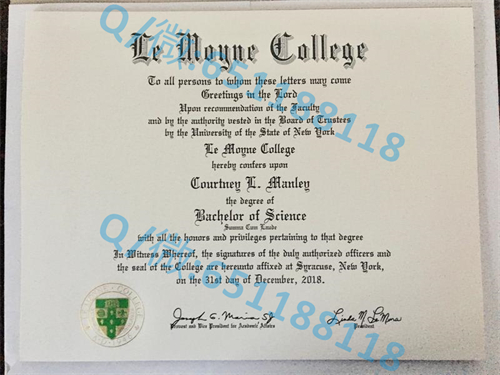 Le Moyne College
To all persons to whom these letters may come
Greetings in the Lord
Upon recommendation of the Faculty
and by the authority vested in the Board of Trustees
by the University of the State of New York
Le Moyne College
hereby confers upon
Courtney L. Manley
the degree of
Bachelor of Science
Summa Cum Laude
with all the honors and privileges pertaining to that degree
In Witness Whereof, the signatures of the duly authorized officers and
the seal of the College are hereunto affixed at Syracuse, New York,
on the 31st of December, 2018.
Provost and Vice President for Academic Affairs
President
Q/微:651188118
Q/微:651188118